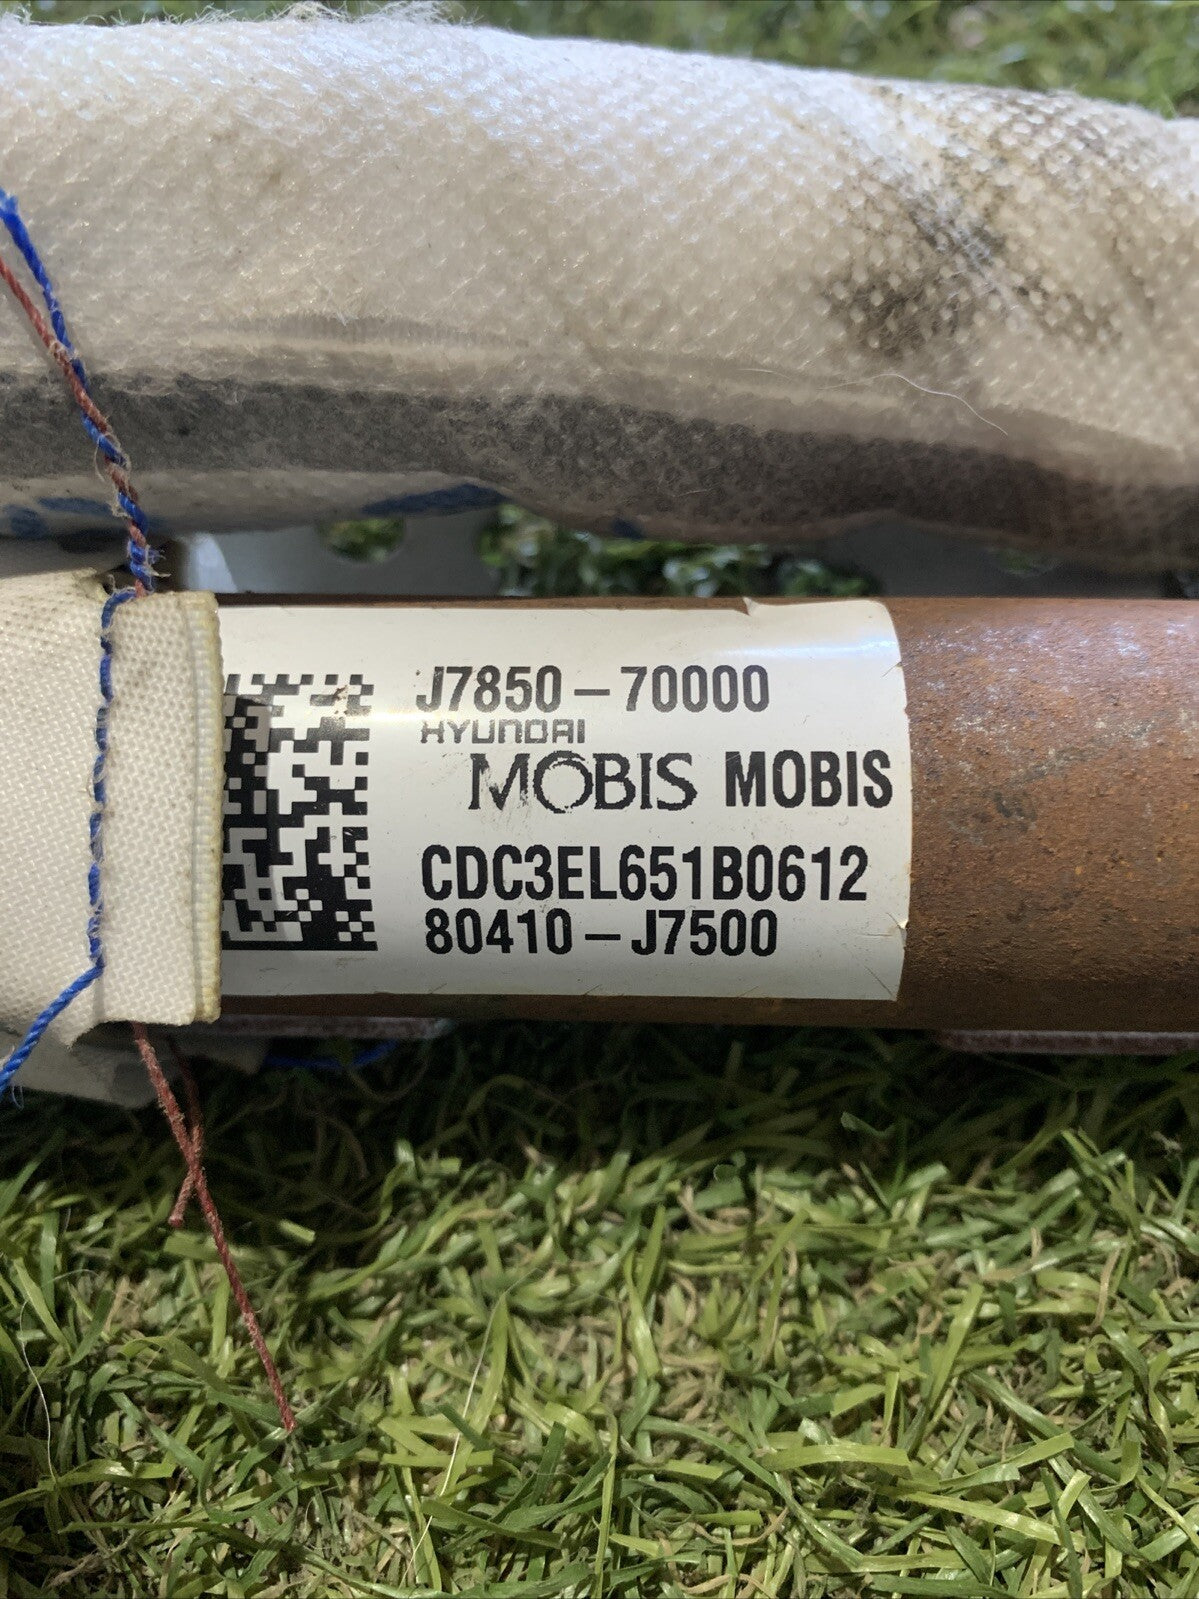 J7850-70000
HYUNDAI
MOBIS MOBIS
CDC3EL651B0612
80410-J7500